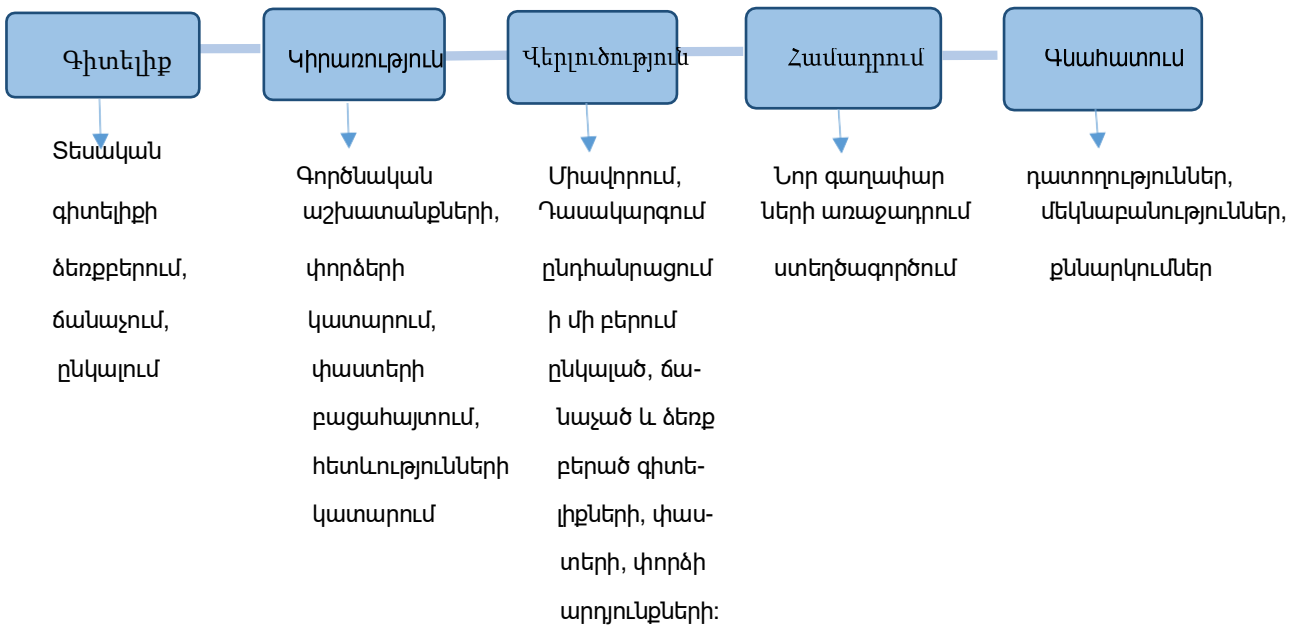 Գիտելիք
Կիրառություն
Վերլուծություն
Համադրում
Գնահատում
Տեսական
գիտելիքի
ձեռքբերում,
ճանաչում,
ընկալում
Գործնական
աշխատանքների,
փորձերի
կատարում,
փաստերի
բացահայտում,
հետևությունների
կատարում
Միավորում,
Դասակարգում
ընդհանրացում
ի մի բերում
ընկալած, ճա-
նաչած և ձեռք
բերած գիտե-
լիքների, փաս-
տերի, փորձի
արդյունքների:
Նոր գաղափար
ների առաջադրում
ստեղծագործում
դատողություններ,
մեկնաբանություններ,
քննարկումներ